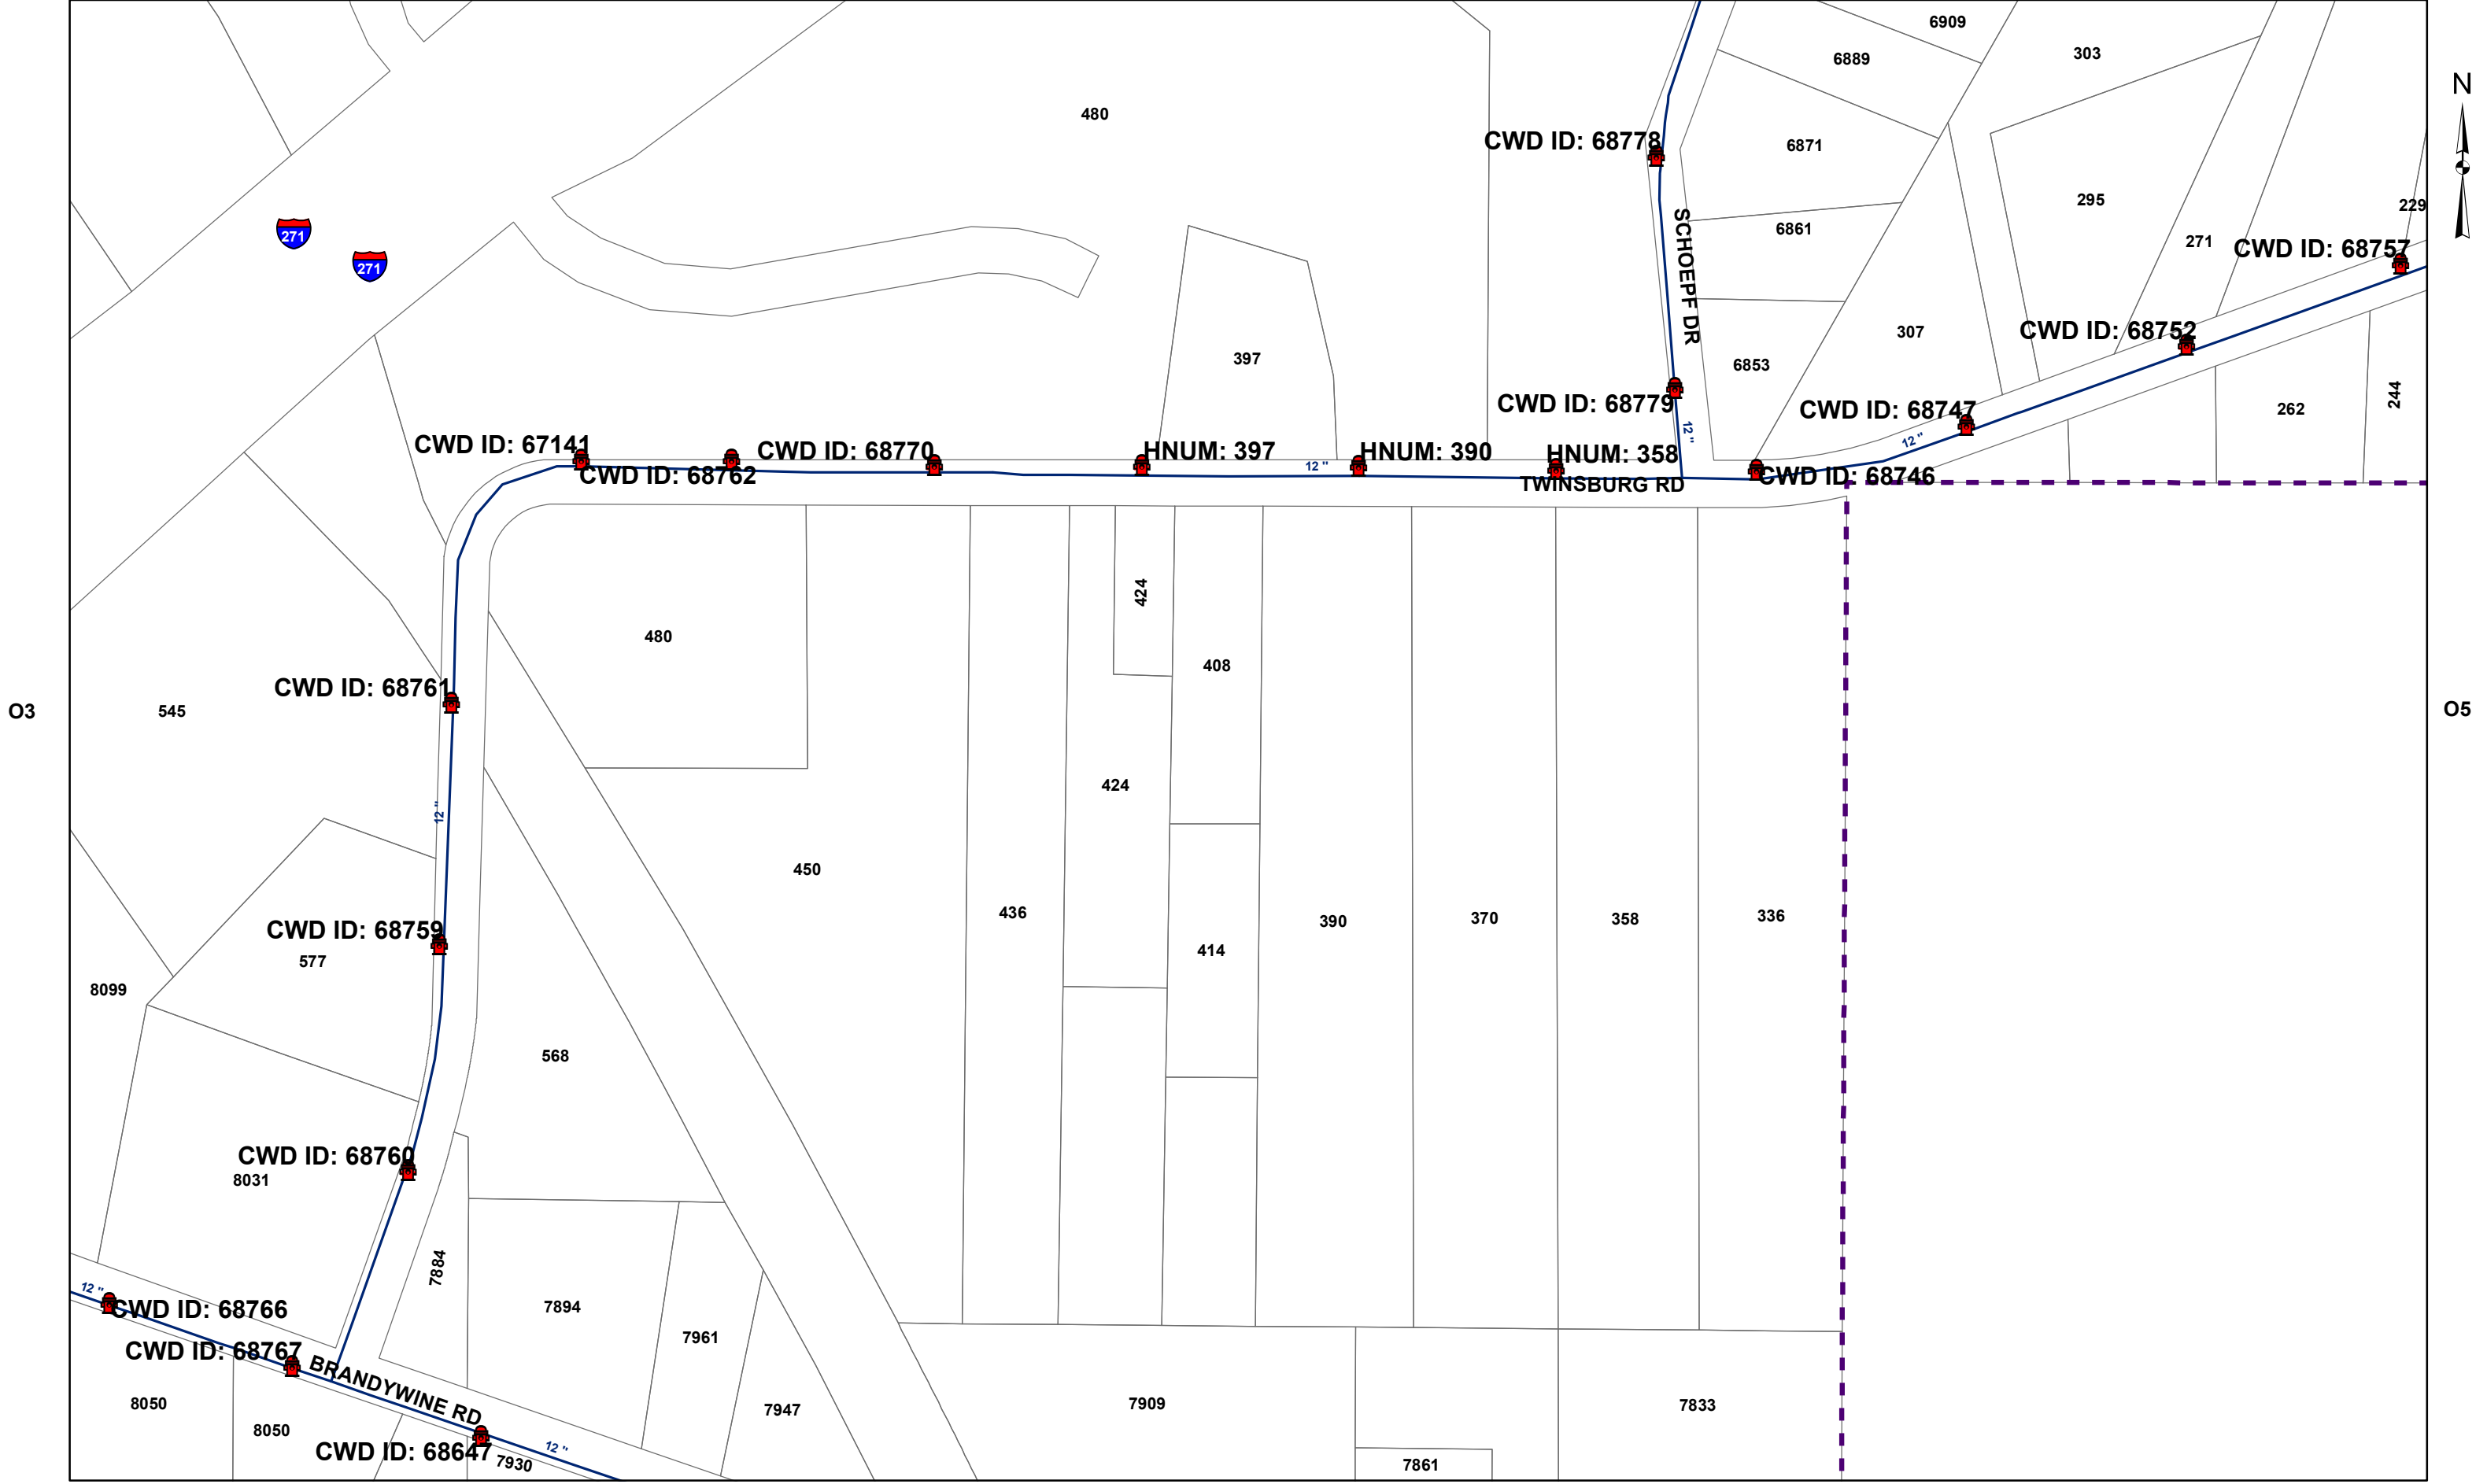 6909
303
6889
N
480
CWD ID: 68778
6871
295
229
SCHOEPF DR
6861
271
271
CWD ID: 68757
271
307
CWD ID: 68752
397
6853
244
CWD ID: 68779
CWD ID: 68747
262
12 "
12 "
CWD ID: 67141
CWD ID: 68770
HNUM: 397
HNUM: 390
HNUM: 358
12 "
CWD ID: 68762
CWD ID: 68746
TWINSBURG RD
424
480
408
CWD ID: 68761
O3
545
O5
424
12 "
450
436
390
370
358
336
CWD ID: 68759
414
577
8099
568
CWD ID: 68760
8031
7884
12 "
CWD ID: 68766
7894
7961
CWD ID: 68767
BRANDYWINE RD
8050
7947
7909
7833
8050
CWD ID: 68647
12 "
7930
7861